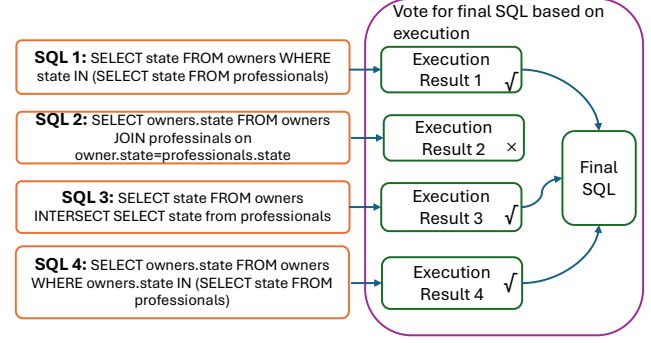 Vote for final SQL based on
execution
SQL 1: SELECT state FROM owners WHERE
state IN (SELECT state FROM professionals)
Execution
Result 1 √
SQL 2: SELECT owners.state FROM owners
JOIN professinals on
owner.state=professionals.state
Execution
Result 2 ×
SQL 3: SELECT state FROM owners
INTERSECT SELECT state from professionals
Execution
Result 3 √
SQL 4: SELECT owners.state FROM owners
WHERE owners.state IN (SELECT state FROM
professionals)
Execution
Result 4 √
Final
SQL